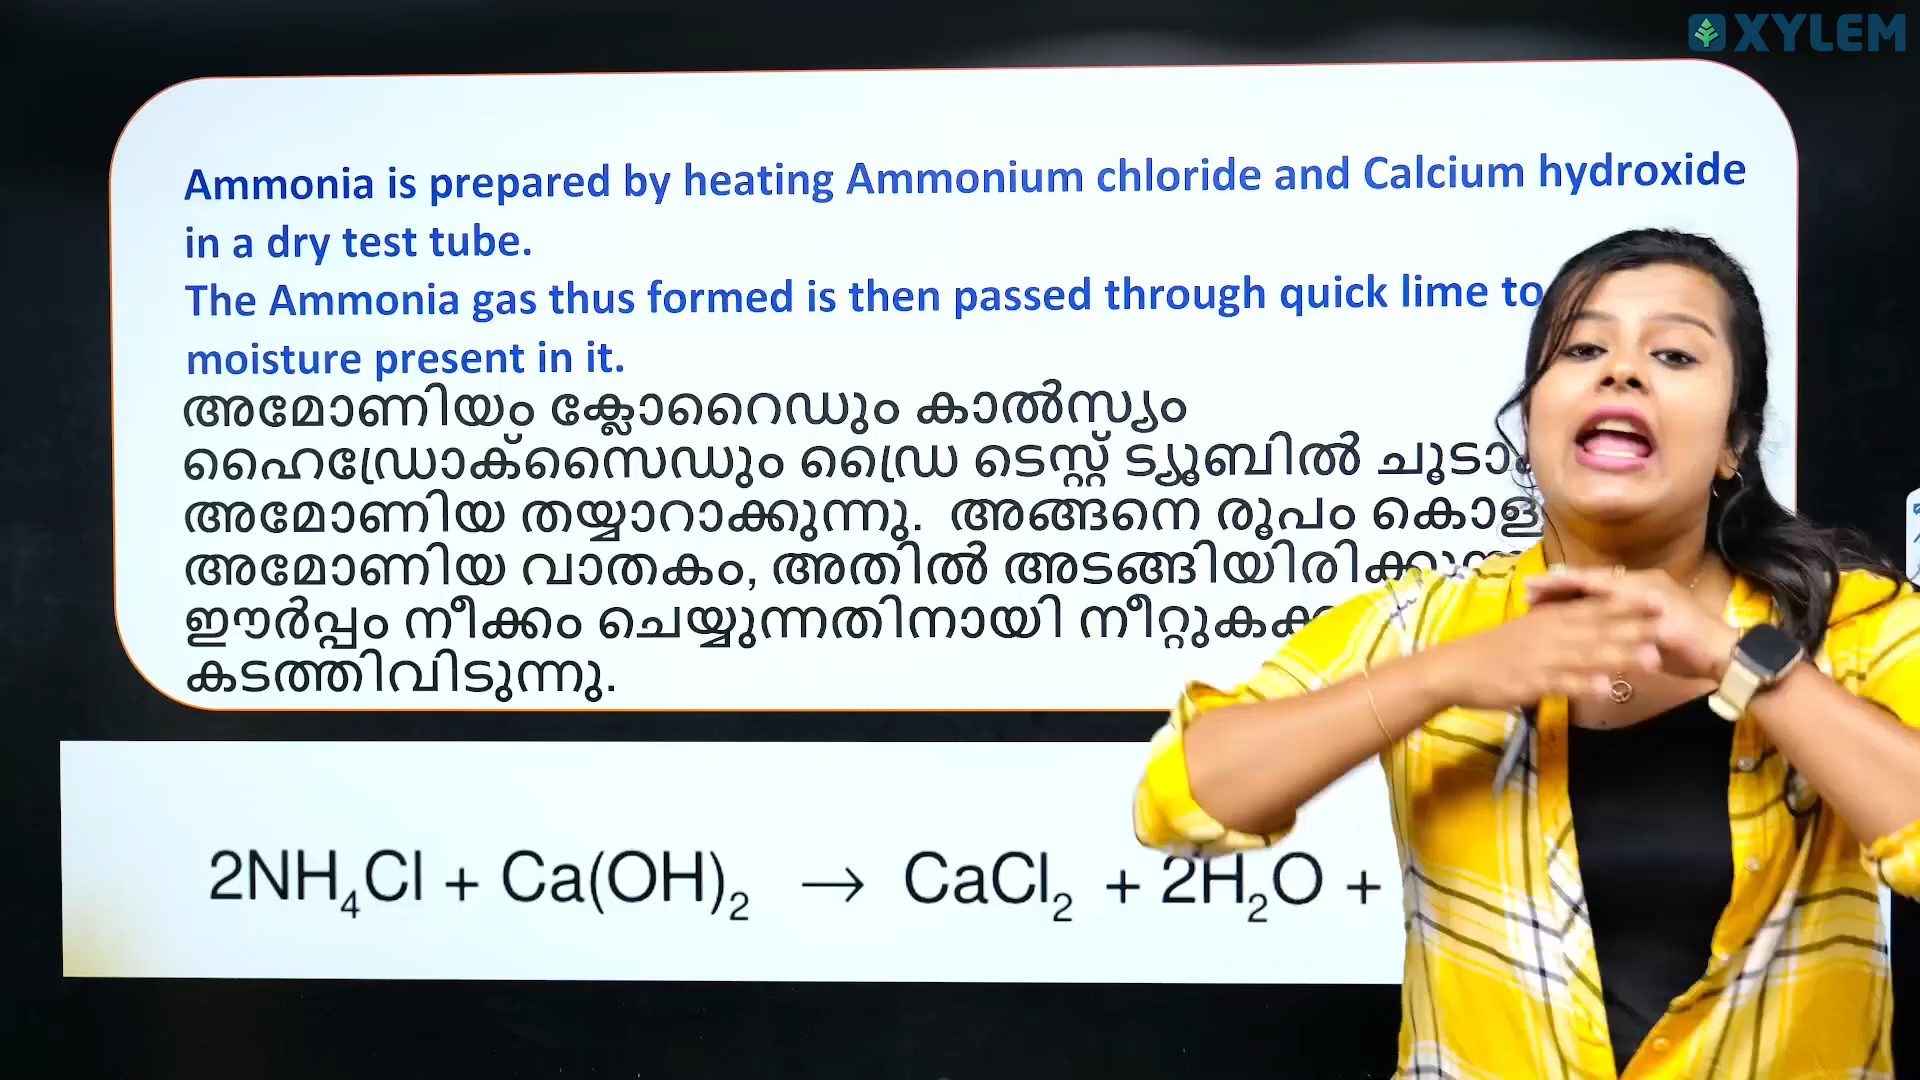 XYLEM
Ammonia is prepared by heating Ammonium chloride and Calcium hydroxide
in a dry test tube.
The Ammonia gas thus formed is then passed through quick lime to
moisture present in it.
അമോണിയം ക്ലോറൈഡും കാൽസ്യം
ഹൈഡ്രോക്സൈഡും ഡ്രൈ ടെസ്റ്റ് ട്യൂബിൽ
അമോണിയ തയ്യാറാക്കുന്നു. അങ്ങനെ രൂപം
അമോണിയ വാതകം, അതിൽ
ഈർപ്പം നീക്കം ചെയ്യുന്നതിനായി
കടത്തിവിടുന്നു.
2NH₄Cl + Ca(OH)₂ → CaCl₂ + 2H₂O +